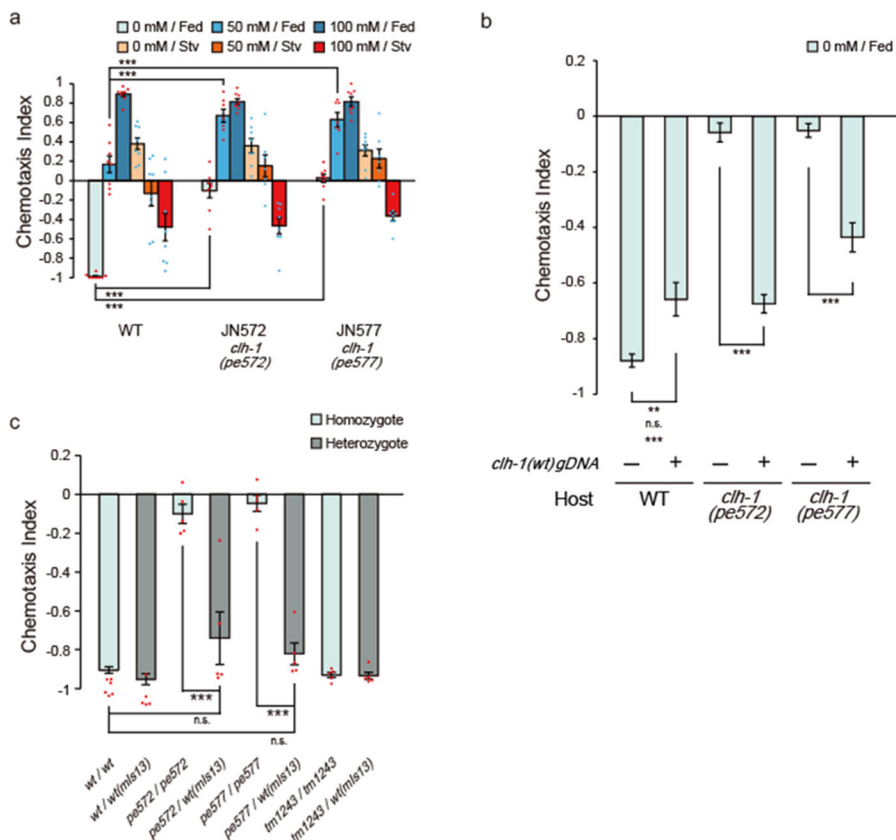 a
0 mM / Fed 50 mM / Fed 100 mM / Fed
0 mM / Stv 50 mM / Stv 100 mM / Stv
***
***
Chemotaxis Index
1
0.8
0.6
0.4
0.2
0
-0.2
-0.4
-0.6
-0.8
-1
***
***
WT
JN572
clh-1
(pe572)
JN577
clh-1
(pe577)
b
0 mM / Fed
Chemotaxis Index
0.2
0
-0.2
-0.4
-0.6
-0.8
-1
***
***
**
n.s.
***
clh-1(wt)gDNA − + − + − +
Host WT clh-1 (pe572) clh-1 (pe577)
c
Homozygote
Heterozygote
Chemotaxis Index
0.2
0
-0.2
-0.4
-0.6
-0.8
-1
***
n.s.
***
n.s.
wt / wt
wt / wt(mIs13)
pe572 / pe572
pe572 / wt(mIs13)
pe577 / pe577
pe577 / wt(mIs13)
tm1243 / tm1243
tm1243 / wt(mIs13)